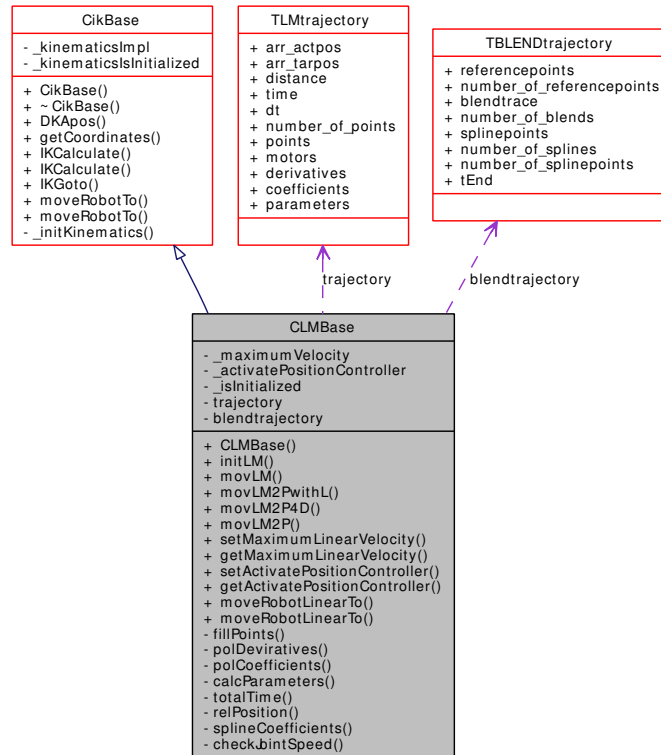 CikBase
- _kinematicsImpl
- _kinematicsIsInitialized
+ CikBase()
+ ~CikBase()
+ DKApos()
+ getCoordinates()
+ IKCalculate()
+ IKCalculate()
+ IKGoto()
+ moveRobotTo()
+ moveRobotTo()
- _initKinematics()
TLMtrajectory
+ arr_actpos
+ arr_tarpos
+ distance
+ time
+ dt
+ number_of_points
+ points
+ motors
+ derivatives
+ coefficients
+ parameters
TBLENDtrajectory
+ referencepoints
+ number_of_referencepoints
+ blendtrace
+ number_of_blends
+ splinepoints
+ number_of_splines
+ number_of_splinepoints
+ tEnd
trajectory
blendtrajectory
CLMBase
- _maximumVelocity
- _activatePositionController
- _isInitialized
- trajectory
- blendtrajectory
+ CLMBase()
+ initLM()
+ movLM()
+ movLM2PwithL()
+ movLM2P4D()
+ movLM2P()
+ setMaximumLinearVelocity()
+ getMaximumLinearVelocity()
+ setActivatePositionController()
+ getActivatePositionController()
+ moveRobotLinearTo()
+ moveRobotLinearTo()
- fillPoints()
- polDeviratives()
- polCoefficients()
- calcParameters()
- totalTime()
- relPosition()
- splineCoefficients()
- checkJointSpeed()